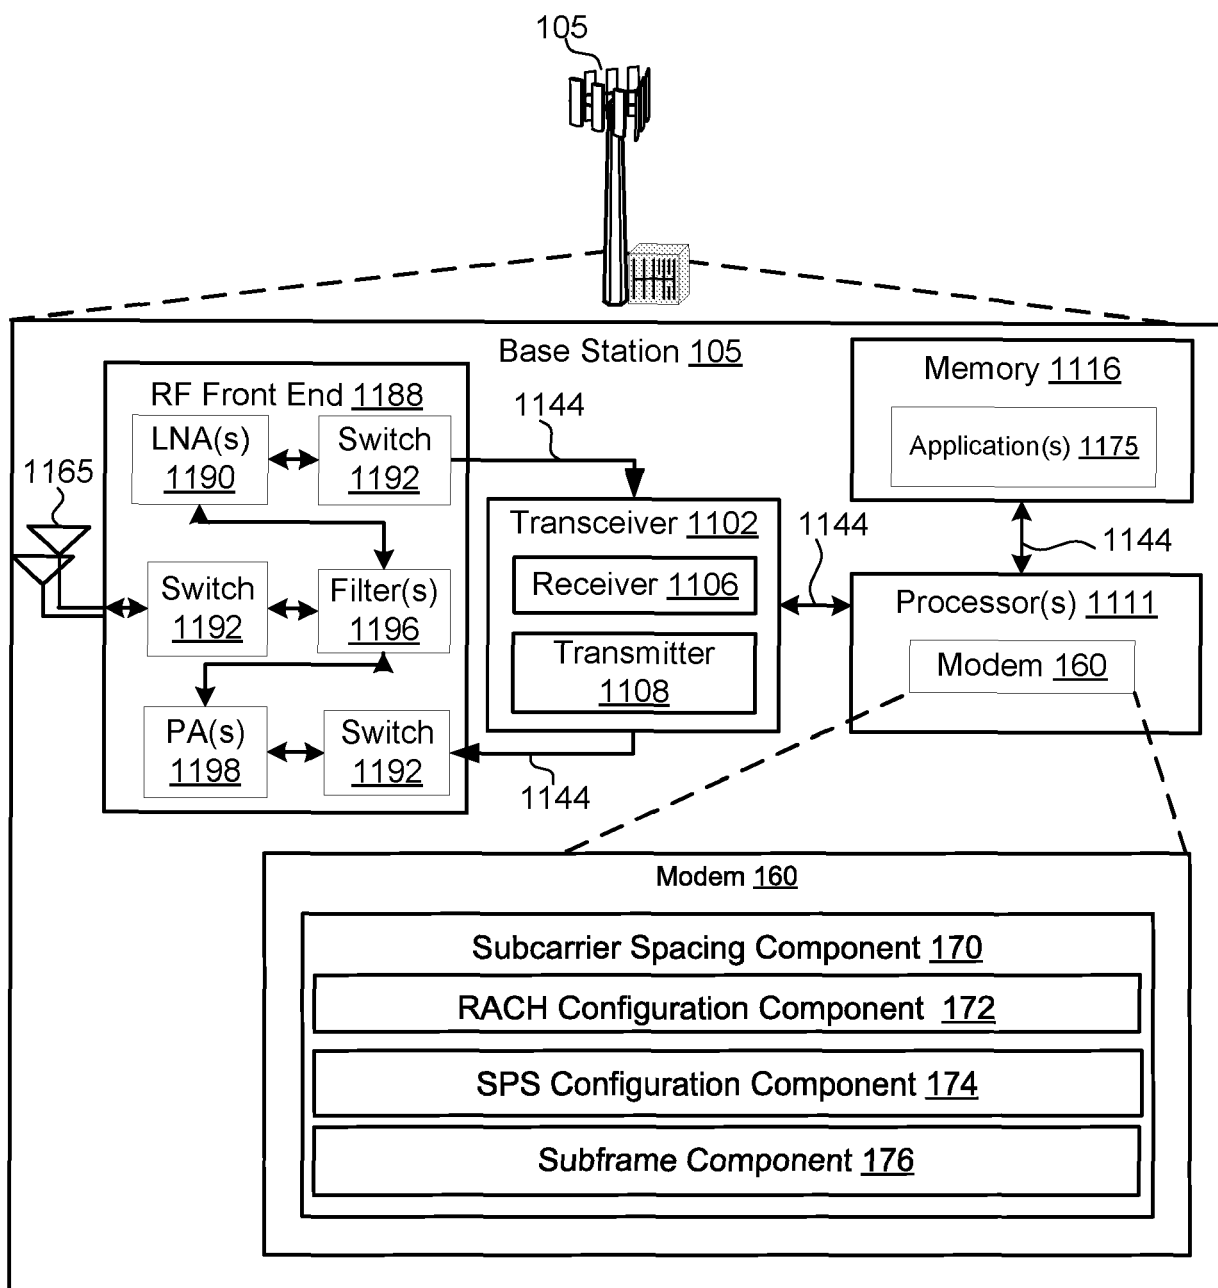 105
Base Station 105
RF Front End 1188
LNA(s)
1190
Switch
1192
1144
1165
Switch
1192
Filter(s)
1196
PA(s)
1198
Switch
1192
1144
Transceiver 1102
Receiver 1106
Transmitter
1108
1144
Memory 1116
Application(s) 1175
1144
Processor(s) 1111
Modem 160
Modem 160
Subcarrier Spacing Component 170
RACH Configuration Component 172
SPS Configuration Component 174
Subframe Component 176